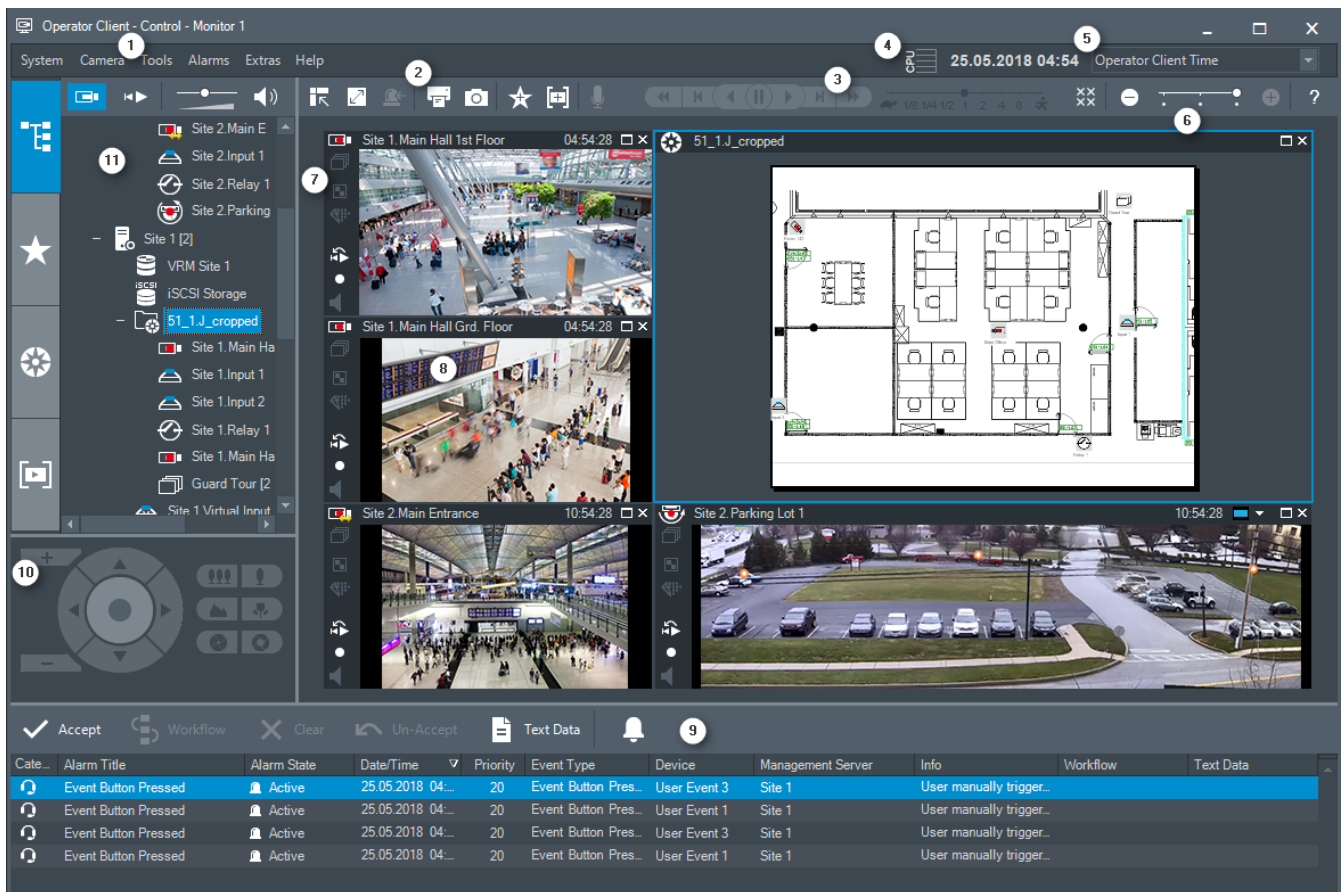 Operator Client - Control - Monitor 1
1
System Camera Tools Alarms Extras Help
4
CPU
25.05.2018 04:54
5
Operator Client Time
2
3
1/8 1/4 1/2 1 2 4 8
6
?
11
Site 2.Main E
Site 2.Input 1
Site 2.Relay 1
Site 2.Parking
Site 1 [2]
VRM Site 1
iSCSI
iSCSI Storage
51_1.J_cropped
Site 1.Main Ha
Site 1.Input 1
Site 1.Input 2
Site 1.Relay 1
Site 1.Main Ha
Guard Tour [2
Site 1.Virtual Input
10
7
Site 1.Main Hall 1st Floor 04:54:28
Site 1.Main Hall Grd. Floor 04:54:28
8
Site 2.Main Entrance 10:54:28
51_1.J_cropped
Guard Tour
Main Office
Input 1
Relay 1
Site 2.Parking Lot 1 10:54:28
Accept Workflow Clear Un-Accept Text Data
9
Cate... Alarm Title Alarm State Date/Time Priority Event Type Device Management Server Info Workflow Text Data
Event Button Pressed Active 25.05.2018 04:... 20 Event Button Pres... User Event 3 Site 1 User manually trigger...
Event Button Pressed Active 25.05.2018 04:... 20 Event Button Pres... User Event 1 Site 1 User manually trigger...
Event Button Pressed Active 25.05.2018 04:... 20 Event Button Pres... User Event 3 Site 1 User manually trigger...
Event Button Pressed Active 25.05.2018 04:... 20 Event Button Pres... User Event 1 Site 1 User manually trigger...